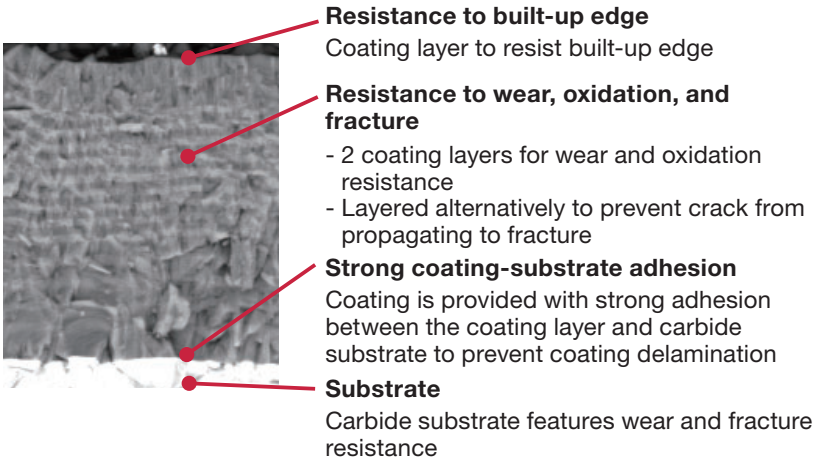 Resistance to built-up edge
Coating layer to resist built-up edge
Resistance to wear, oxidation, and
fracture
- 2 coating layers for wear and oxidation
resistance
- Layered alternatively to prevent crack from
propagating to fracture
Strong coating-substrate adhesion
Coating is provided with strong adhesion
between the coating layer and carbide
substrate to prevent coating delamination
Substrate
Carbide substrate features wear and fracture
resistance